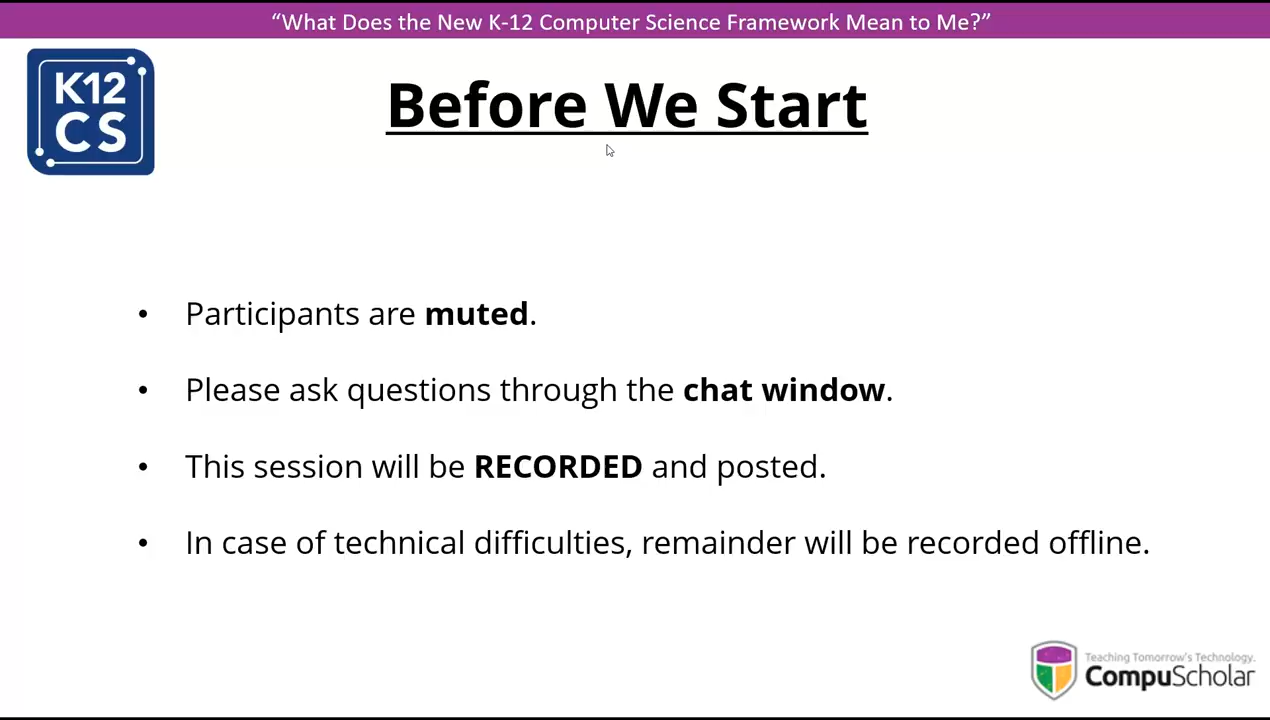 “What Does the New K-12 Computer Science Framework Mean to Me?”
K12
CS
Before We Start
• Participants are muted.
• Please ask questions through the chat window.
• This session will be RECORDED and posted.
• In case of technical difficulties, remainder will be recorded offline.
Teaching Tomorrow's Technology.
CompuScholar